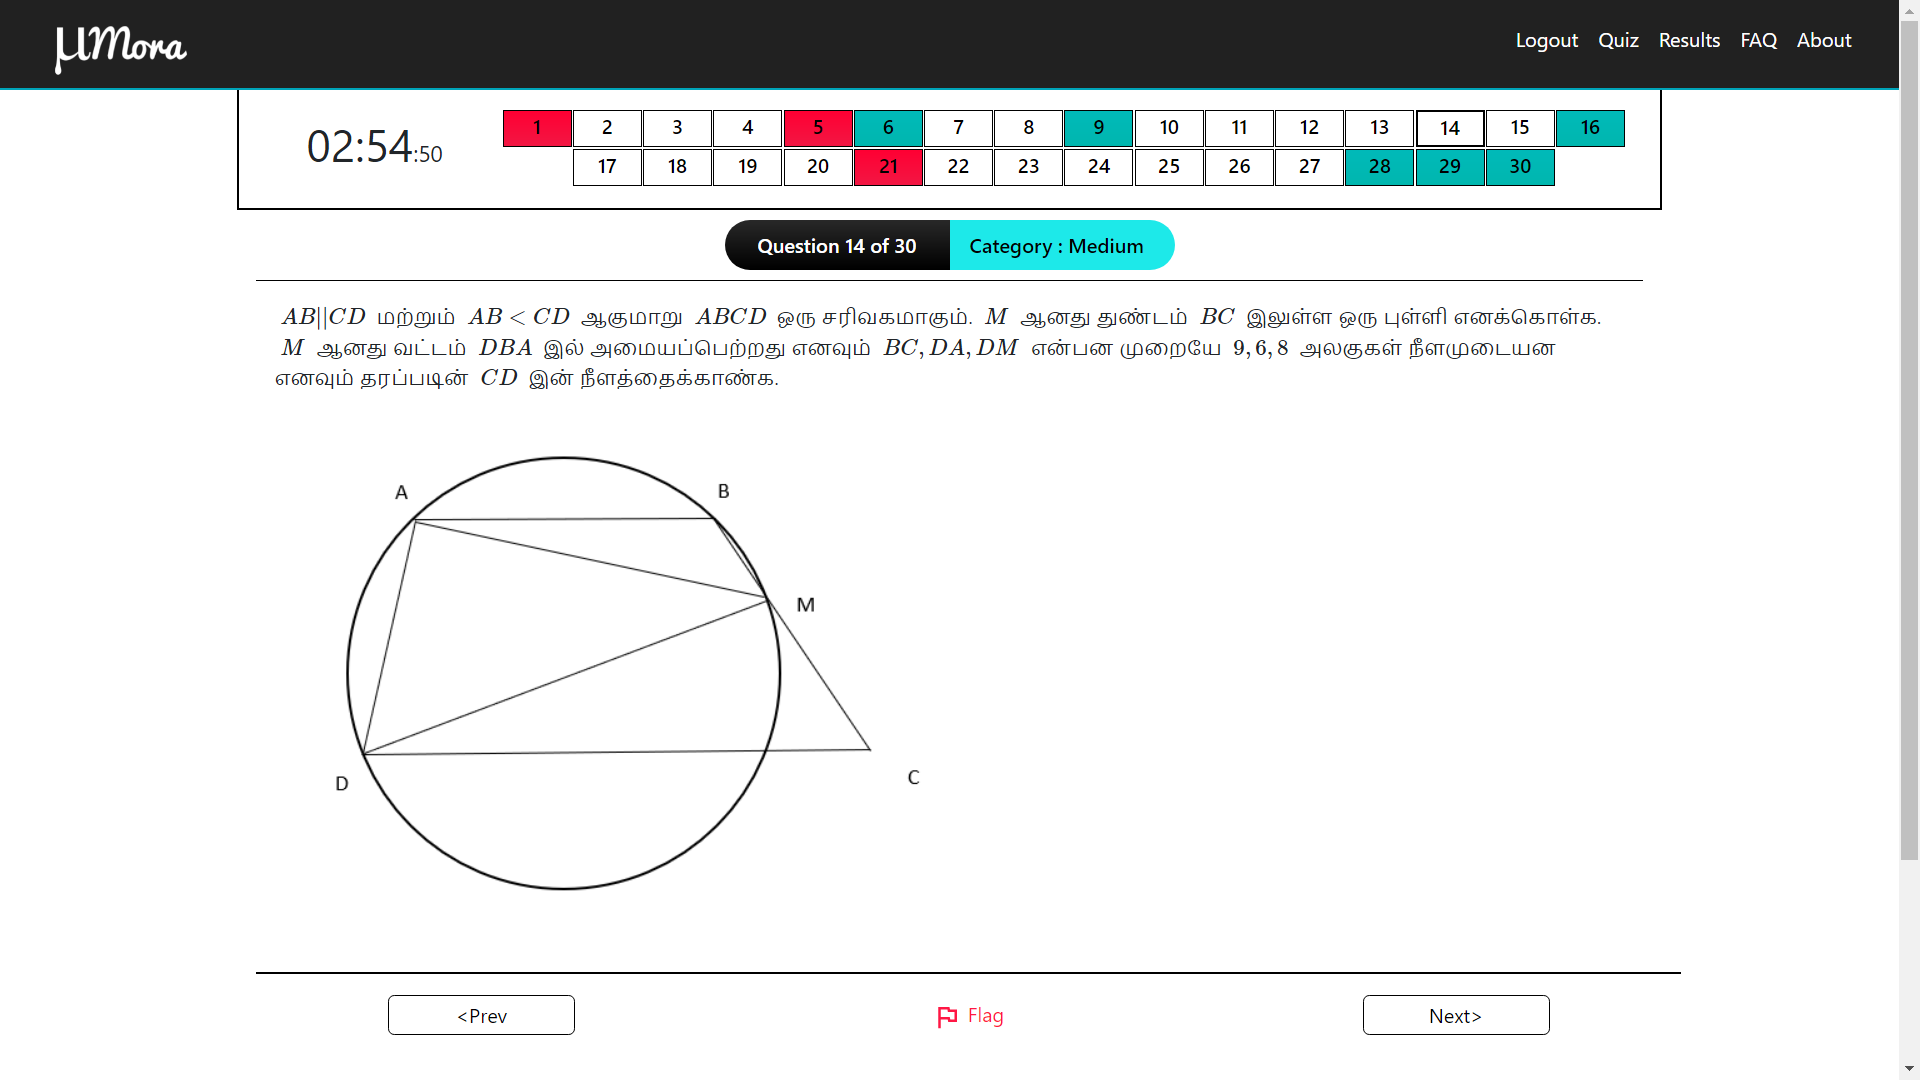 μMora
Logout Quiz Results FAQ About
02:54:50
1 2 3 4 5 6 7 8 9 10 11 12 13 14 15 16
17 18 19 20 21 22 23 24 25 26 27 28 29 30
Question 14 of 30 Category : Medium
AB||CD மற்றும் AB < CD ஆகுமாறு ABCD ஒரு சரிவகமாகும். M ஆனது துண்டம் BC இலுள்ள ஒரு புள்ளி எனக்கொள்க.
M ஆனது வட்டம் DBA இல் அமையப்பெற்றது எனவும் BC, DA, DM என்பன முறையே 9, 6, 8 அலகுகள் நீளமுடையன
எனவும் தரப்படின் CD இன் நீளத்தைக்காண்க.
A B
M
D C
<Prev Flag Next>